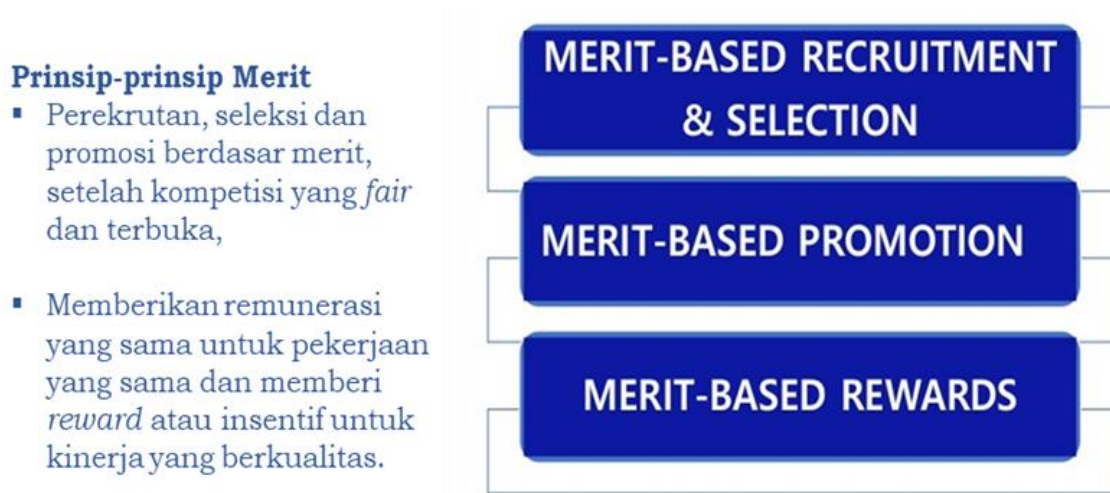 Prinsip-prinsip Merit
▪ Perekrutan, seleksi dan
promosi berdasar merit,
setelah kompetisi yang fair
dan terbuka,
▪ Memberikan remunerasi
yang sama untuk pekerjaan
yang sama dan memberi
reward atau insentif untuk
kinerja yang berkualitas.
MERIT-BASED RECRUITMENT
& SELECTION
MERIT-BASED PROMOTION
MERIT-BASED REWARDS